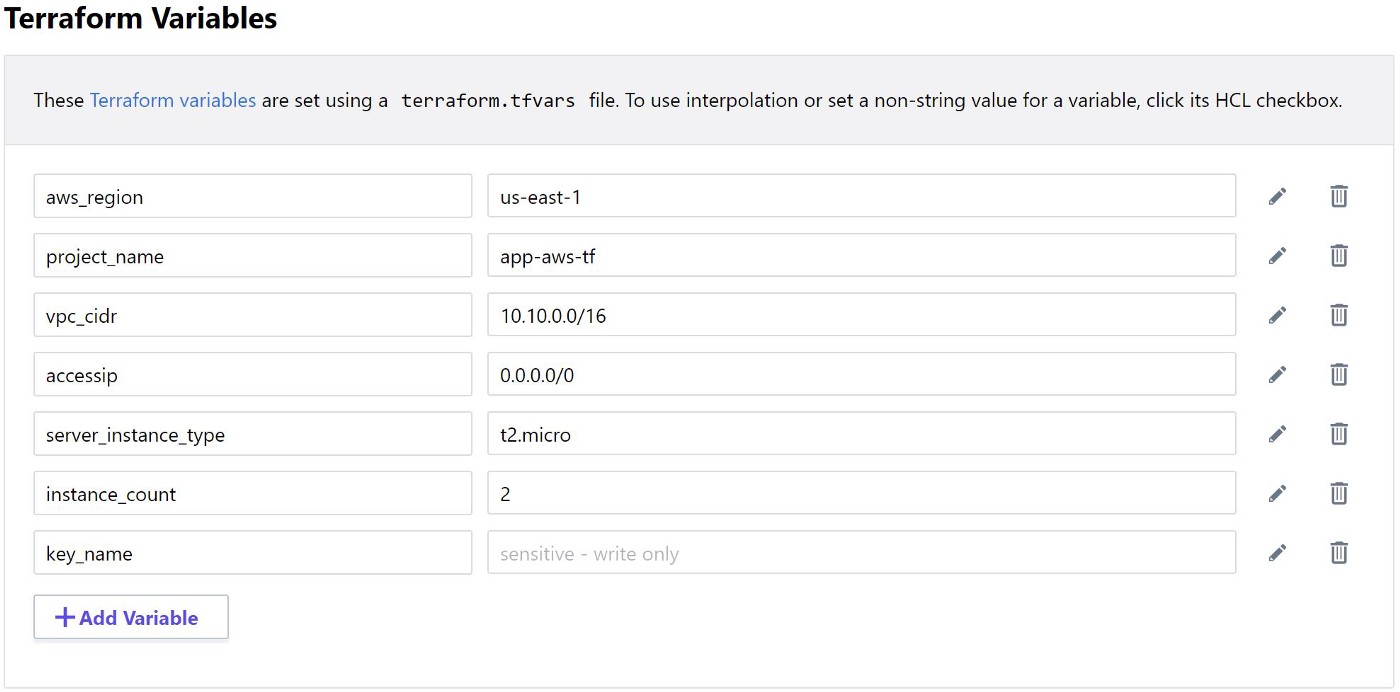 Terraform Variables
These Terraform variables are set using a terraform.tfvars file. To use interpolation or set a non-string value for a variable, click its HCL checkbox.
aws_region us-east-1
project_name app-aws-tf
vpc_cidr 10.10.0.0/16
accessip 0.0.0.0/0
server_instance_type t2.micro
instance_count 2
key_name sensitive - write only
+ Add Variable